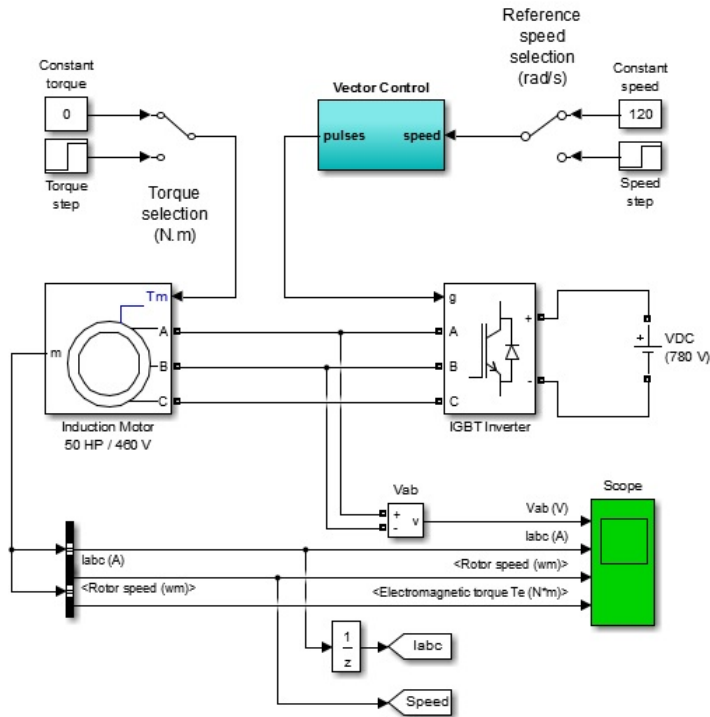 Reference
speed
selection
(rad/s)
Constant
torque
0
Torque
step
Torque
selection
(N.m)
Vector Control
pulses
speed
Constant
speed
120
Speed
step
Tm
m
A
B
C
Induction Motor
50 HP / 460 V
g
A
B
C
+
-
IGBT Inverter
+
VDC
(780 V)
Vab
+
-
v
Scope
Vab (V)
Iabc (A)
<Rotor speed (wm)>
<Electromagnetic torque Te (N*m)>
Iabc (A)
<Rotor speed (wm)>
1
z
Iabc
Speed